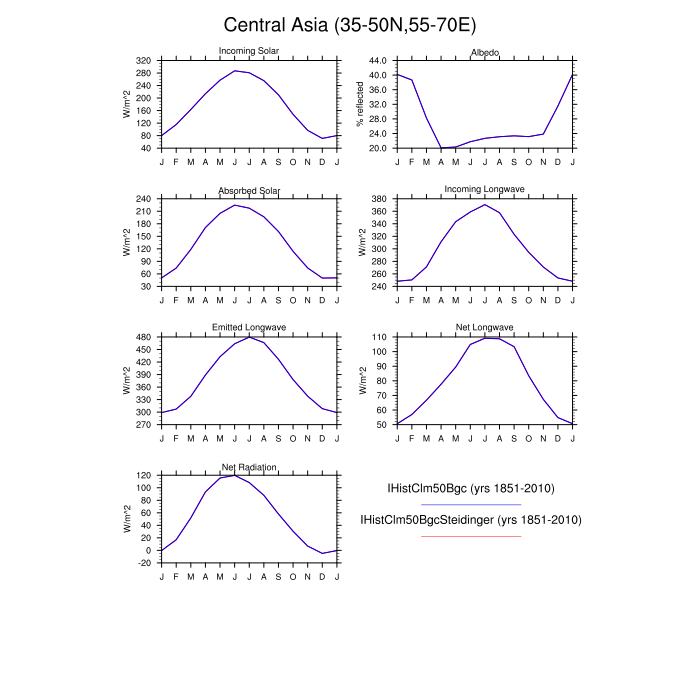 Central Asia (35-50N,55-70E)
Incoming Solar
W/m^2
320
280
240
200
160
120
80
40
J F M A M J J A S O N D J
Albedo
% reflected
44.0
40.0
36.0
32.0
28.0
24.0
20.0
J F M A M J J A S O N D J
Absorbed Solar
W/m^2
240
210
180
150
120
90
60
30
J F M A M J J A S O N D J
Incoming Longwave
W/m^2
380
360
340
320
300
280
260
240
J F M A M J J A S O N D J
Emitted Longwave
W/m^2
480
450
420
390
360
330
300
270
J F M A M J J A S O N D J
Net Longwave
W/m^2
110
100
90
80
70
60
50
J F M A M J J A S O N D J
Net Radiation
W/m^2
120
100
80
60
40
20
0
-20
J F M A M J J A S O N D J
IHistClm50Bgc (yrs 1851-2010)
IHistClm50BgcSteidinger (yrs 1851-2010)